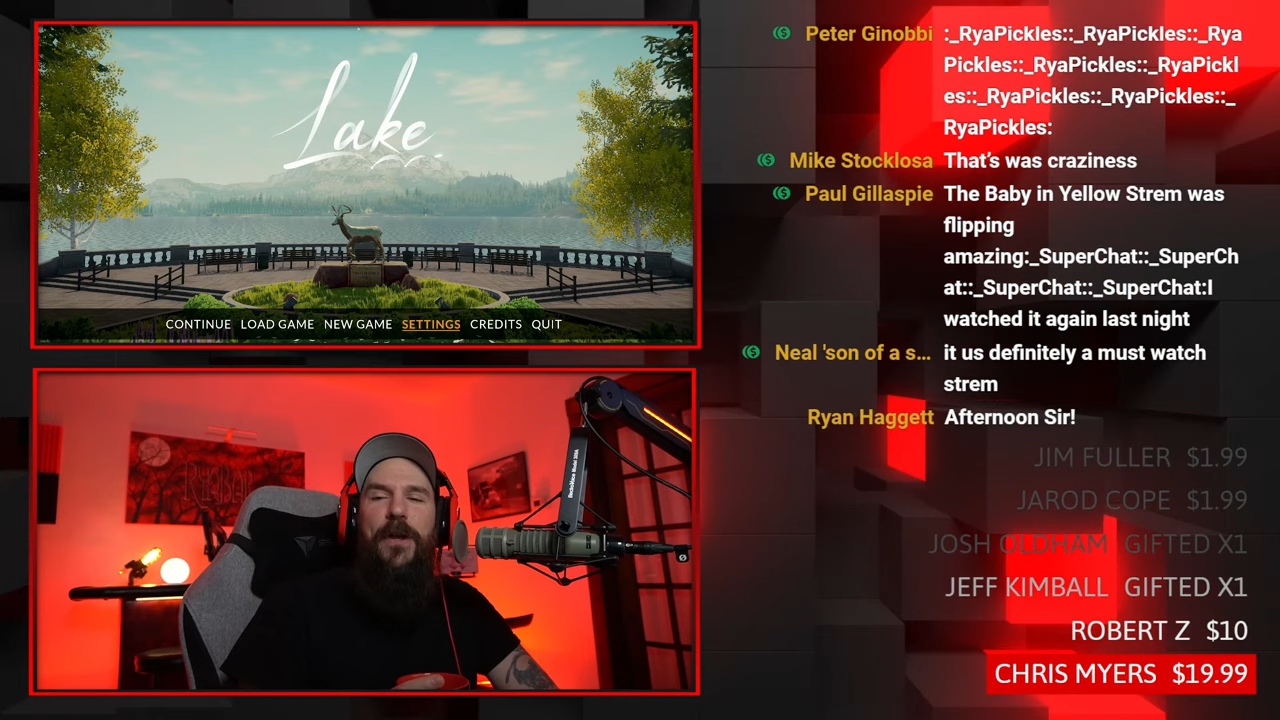 Lake
CONTINUE LOAD GAME NEW GAME SETTINGS CREDITS QUIT
Peter Ginobbi :_RyaPickles::_RyaPickles::_Rya
Pickles::_RyaPickles::_RyaPickl
es::_RyaPickles::_RyaPickles::_
RyaPickles:
Mike Stocklosa That's was craziness
Paul Gillaspie The Baby in Yellow Strem was
flipping
amazing:_SuperChat::_SuperCh
at::_SuperChat::_SuperChat:I
watched it again last night
Neal 'son of a s... it us definitely a must watch
strem
Ryan Haggett Afternoon Sir!
JIM FULLER $1.99
JAROD COPE $1.99
JOSH OLDHAM GIFTED X1
JEFF KIMBALL GIFTED X1
ROBERT Z $10
CHRIS MYERS $19.99